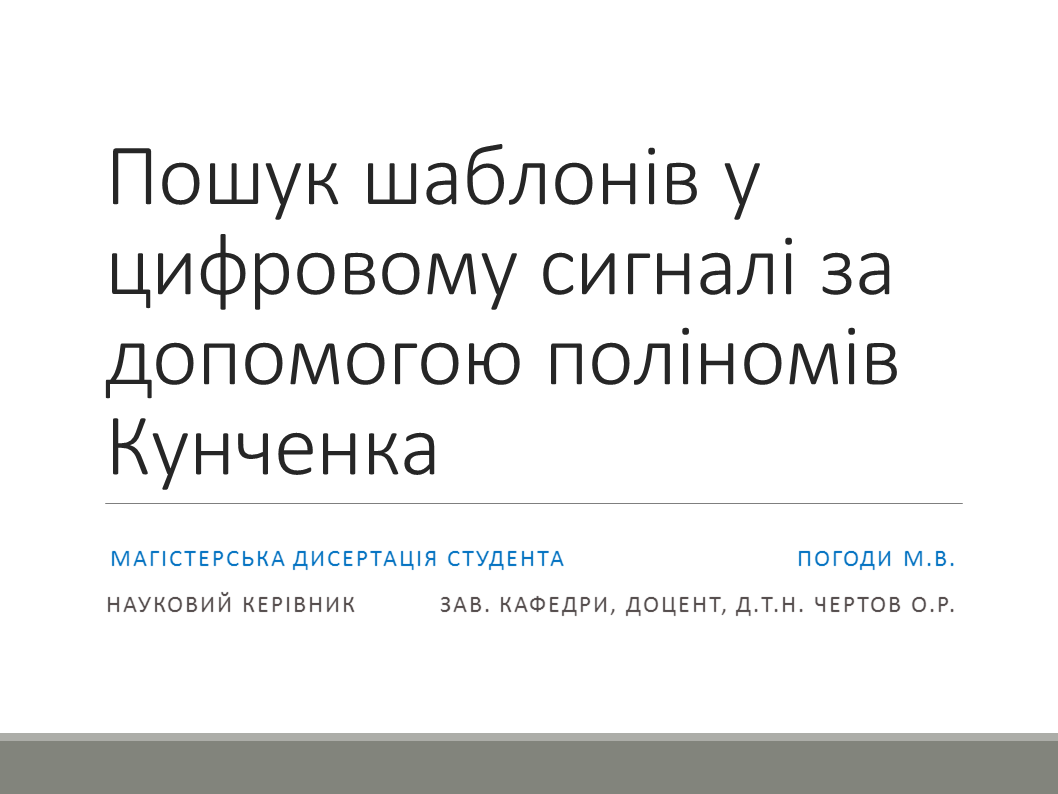 Пошук шаблонів у
цифровому сигналі за
допомогою поліномів
Кунченка
МАГІСТЕРСЬКА ДИСЕРТАЦІЯ СТУДЕНТА ПОГОДИ М.В.
НАУКОВИЙ КЕРІВНИК ЗАВ. КАФЕДРИ, ДОЦЕНТ, Д.Т.Н. ЧЕРТОВ О.Р.